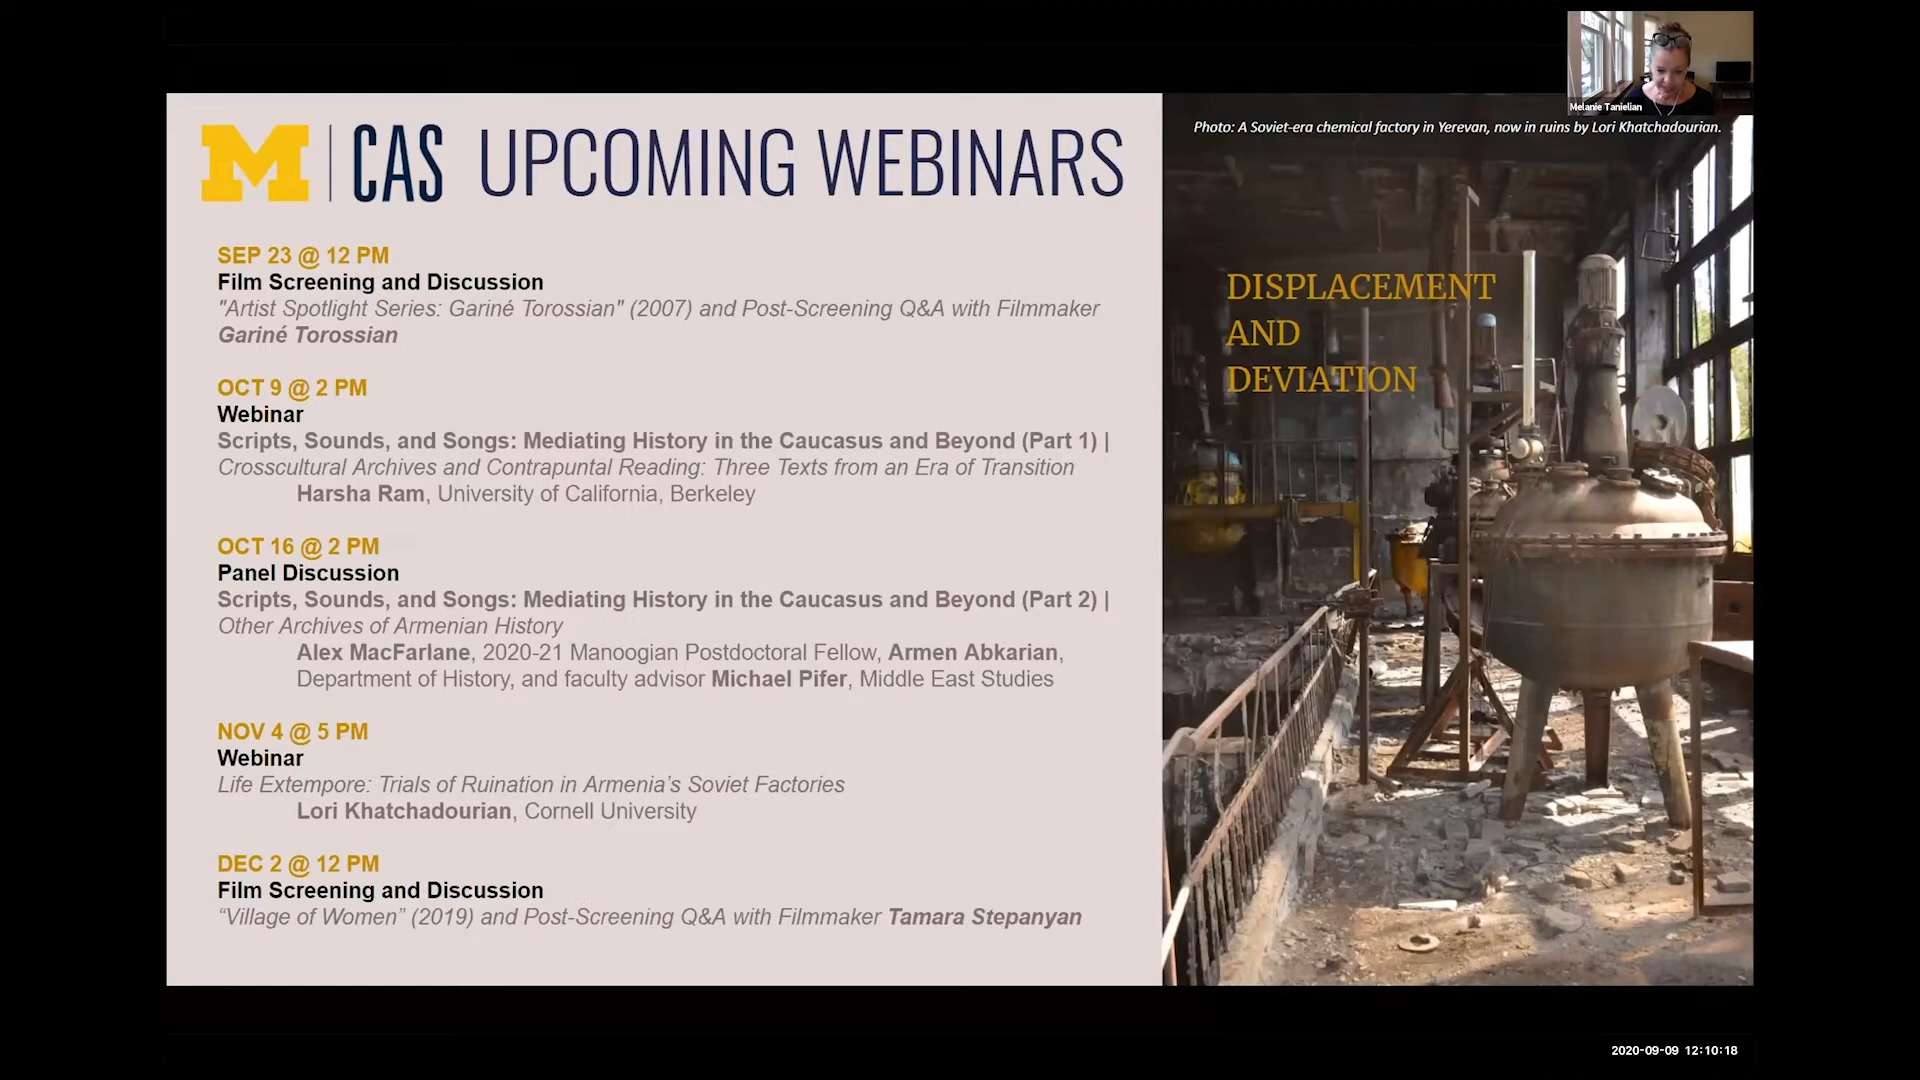 Melanie Tanielian
M | CAS UPCOMING WEBINARS
SEP 23 @ 12 PM
Film Screening and Discussion
"Artist Spotlight Series: Gariné Torossian" (2007) and Post-Screening Q&A with Filmmaker
Gariné Torossian
OCT 9 @ 2 PM
Webinar
Scripts, Sounds, and Songs: Mediating History in the Caucasus and Beyond (Part 1) |
Crosscultural Archives and Contrapuntal Reading: Three Texts from an Era of Transition
Harsha Ram, University of California, Berkeley
OCT 16 @ 2 PM
Panel Discussion
Scripts, Sounds, and Songs: Mediating History in the Caucasus and Beyond (Part 2) |
Other Archives of Armenian History
Alex MacFarlane, 2020-21 Manoogian Postdoctoral Fellow, Armen Abkarian,
Department of History, and faculty advisor Michael Pifer, Middle East Studies
NOV 4 @ 5 PM
Webinar
Life Extempore: Trials of Ruination in Armenia’s Soviet Factories
Lori Khatchadourian, Cornell University
DEC 2 @ 12 PM
Film Screening and Discussion
“Village of Women” (2019) and Post-Screening Q&A with Filmmaker Tamara Stepanyan
Photo: A Soviet-era chemical factory in Yerevan, now in ruins by Lori Khatchadourian.
DISPLACEMENT
AND
DEVIATION
2020-09-09 12:10:18